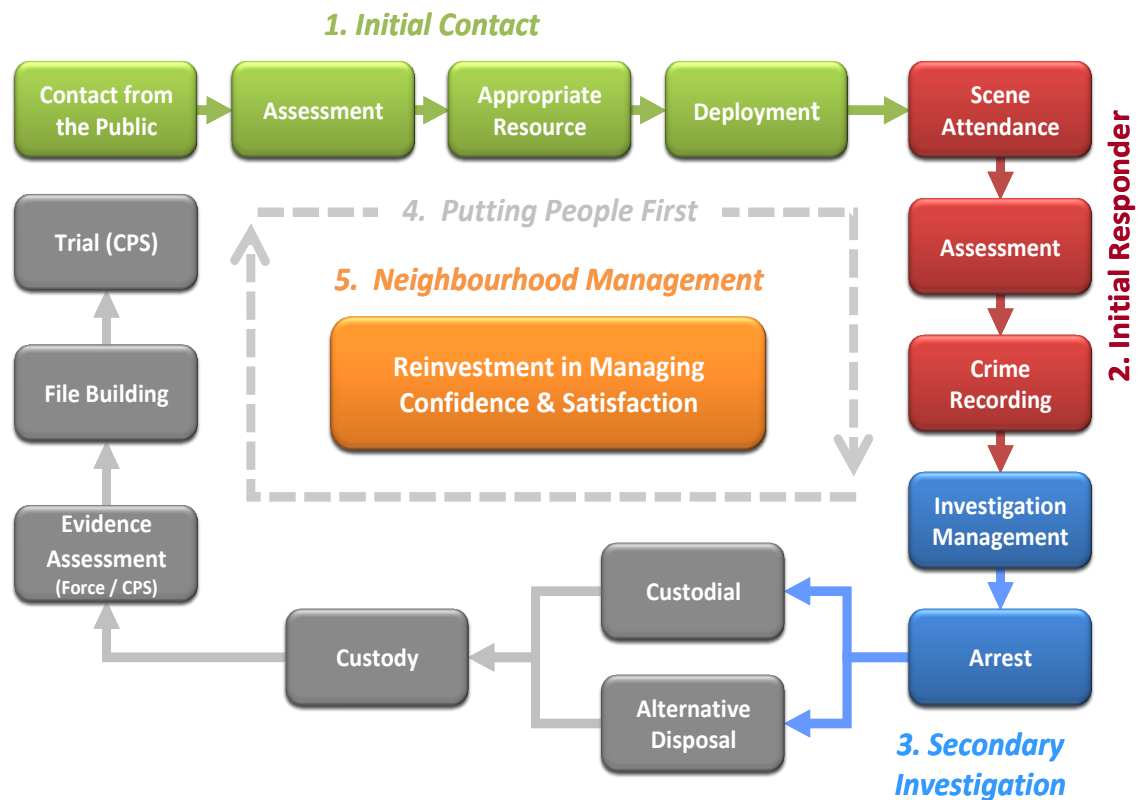 1. Initial Contact
Contact from
the Public
Assessment
Appropriate
Resource
Deployment
Scene
Attendance
2. Initial Responder
Assessment
Crime
Recording
Investigation
Management
Arrest
3. Secondary
Investigation
Custodial
Alternative
Disposal
Custody
Evidence
Assessment
(Force / CPS)
File Building
Trial (CPS)
4. Putting People First
5. Neighbourhood Management
Reinvestment in Managing
Confidence & Satisfaction